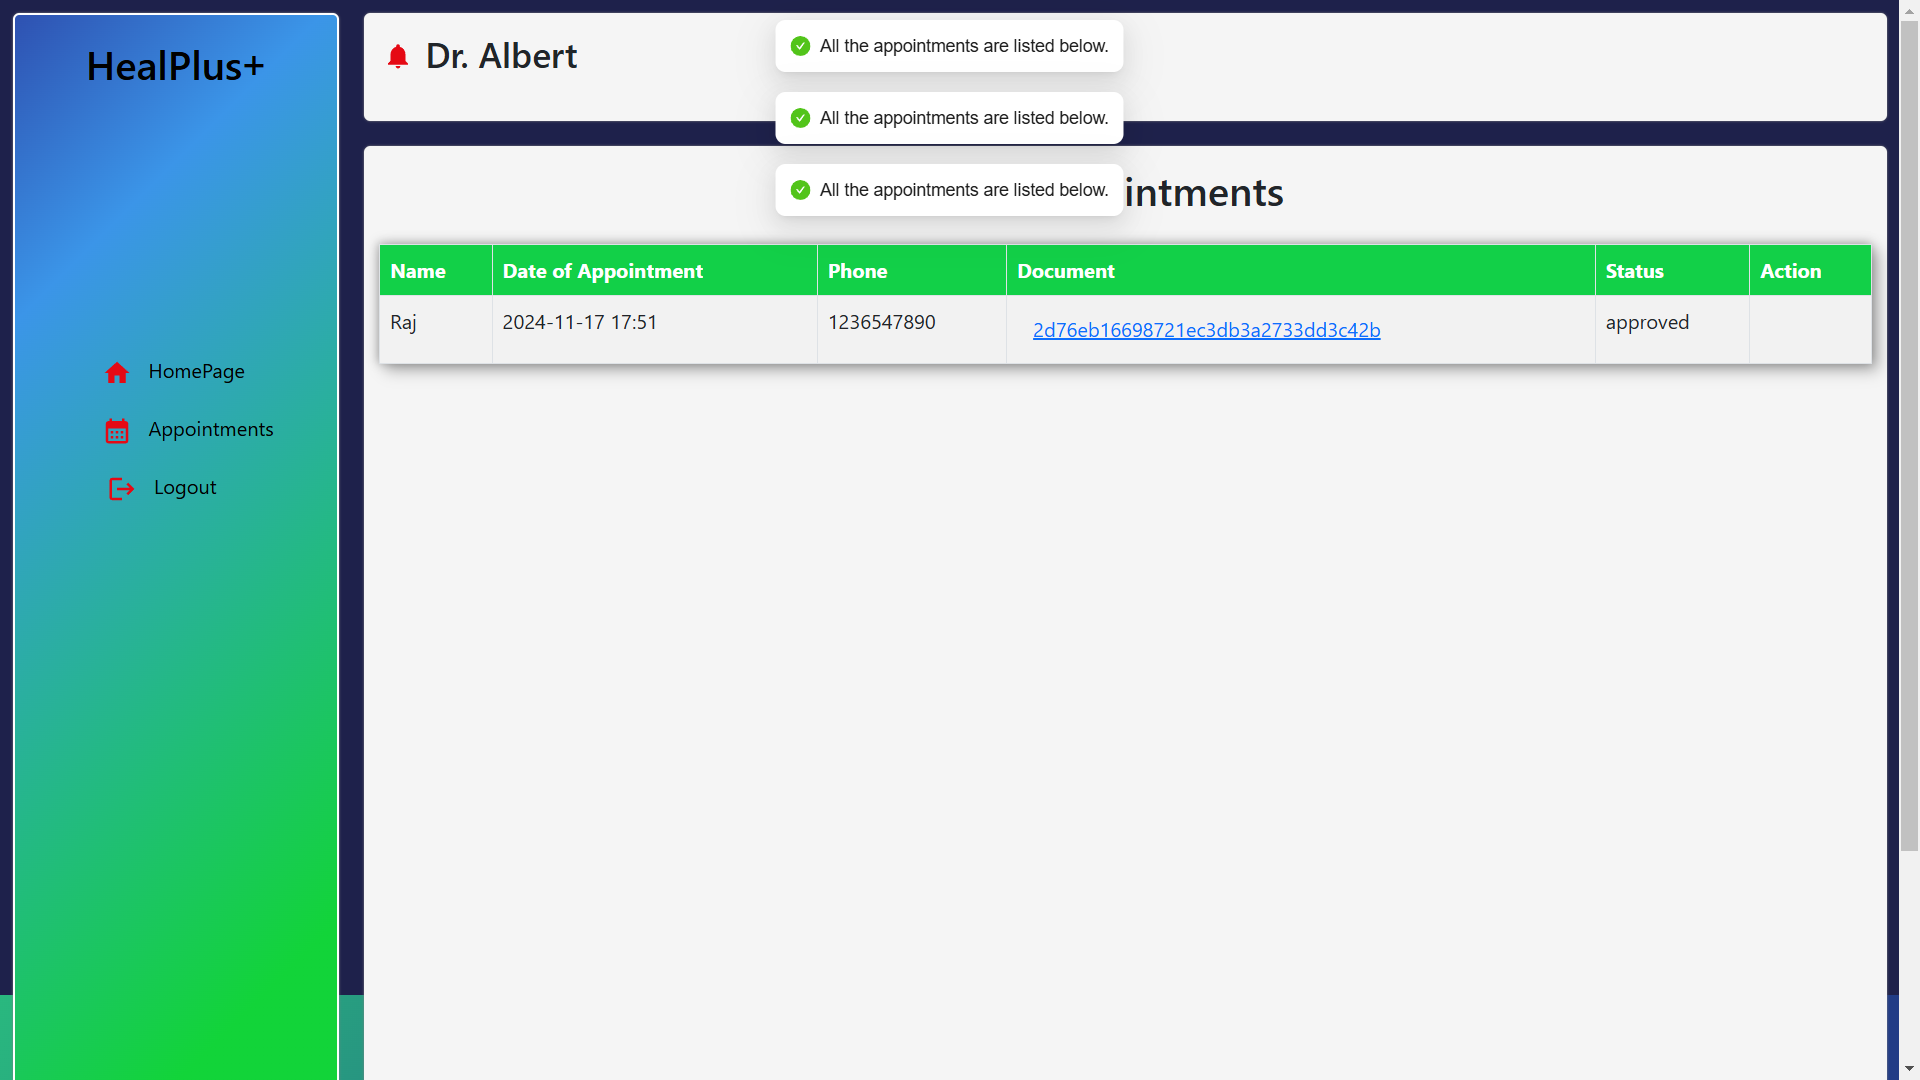 HealPlus+
HomePage
Appointments
Logout
Dr. Albert
All the appointments are listed below.
All the appointments are listed below.
All the appointments are listed below.
intments
Name Date of Appointment Phone Document Status Action
Raj 2024-11-17 17:51 1236547890 2d76eb16698721ec3db3a2733dd3c42b approved